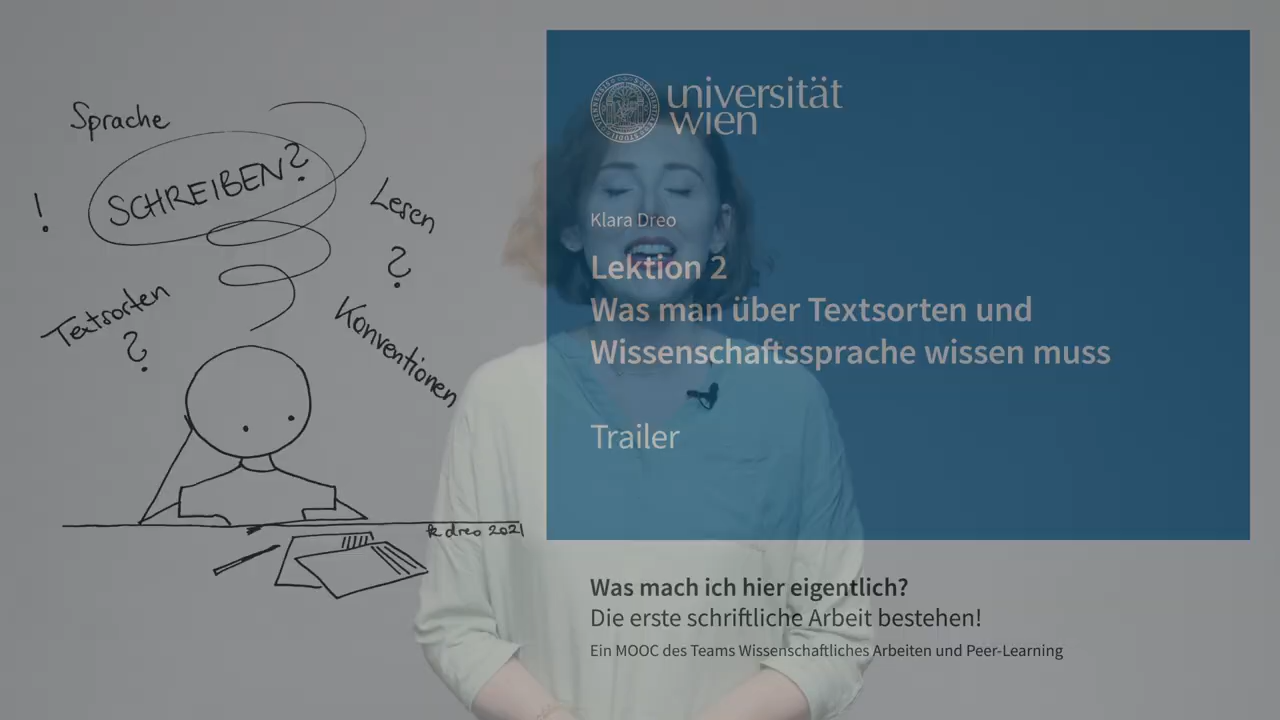 Sprache
SCHREIBEN?
!
Lesen
?
Textsorten
?
Konventionen
k dreo 2021
universität
wien
Klara Dreo
Lektion 2
Was man über Textsorten und
Wissenschaftssprache wissen muss
Trailer
Was mach ich hier eigentlich?
Die erste schriftliche Arbeit bestehen!
Ein MOOC des Teams Wissenschaftliches Arbeiten und Peer-Learning